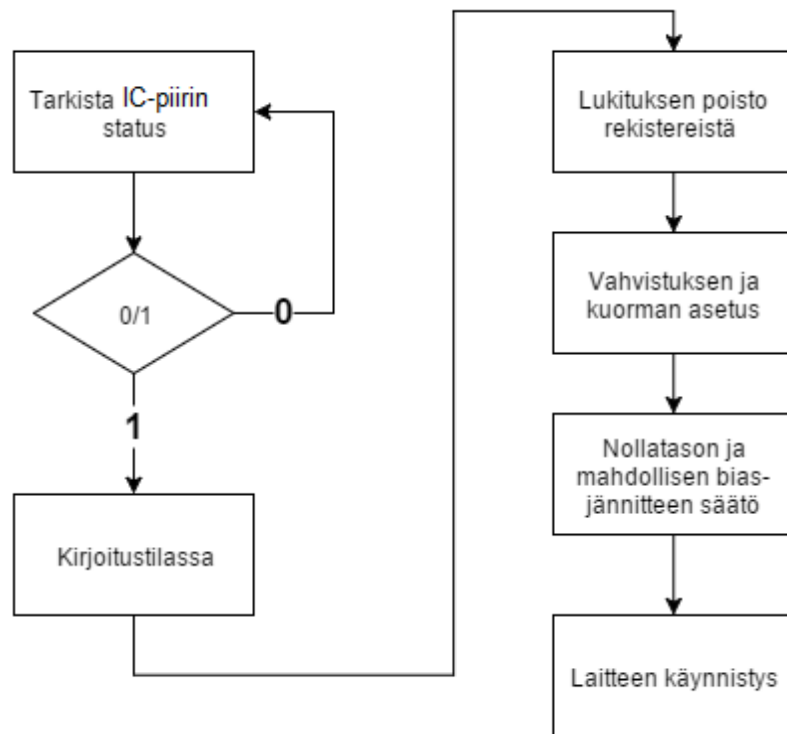 Tarkista IC-piirin
status
0/1
0
1
Kirjoitustilassa
Lukituksen poisto
rekistereistä
Vahvistuksen ja
kuorman asetus
Nollatason ja
mahdollisen bias-
jännitteen säätö
Laitteen käynnistys